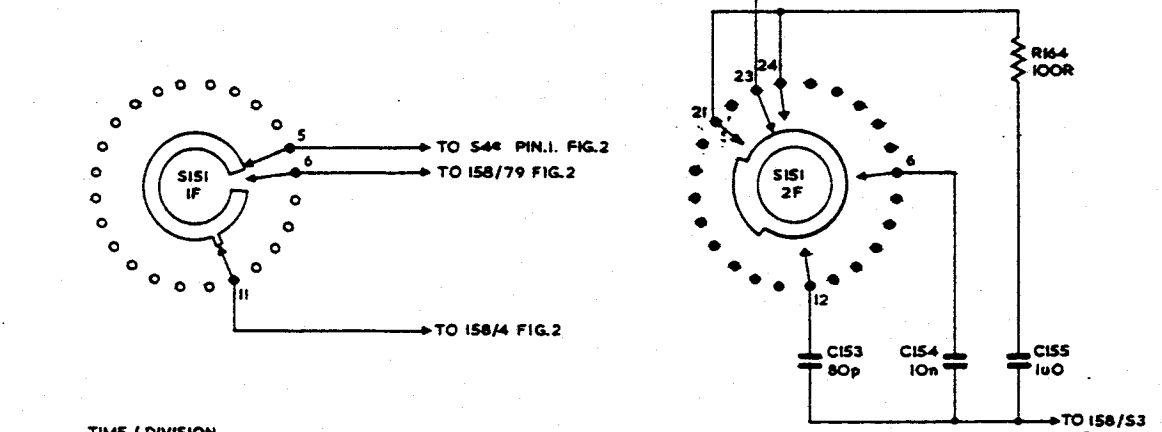 5
TO S4c PIN.1. FIG.2
6
TO 158/79 FIG.2
S151
1F
11
TO 158/4 FIG.2
TIME / DIVISION
21
23
24
R164
100R
S151
2F
6
12
C153
80p
C154
10n
C155
1u0
TO 158/S3